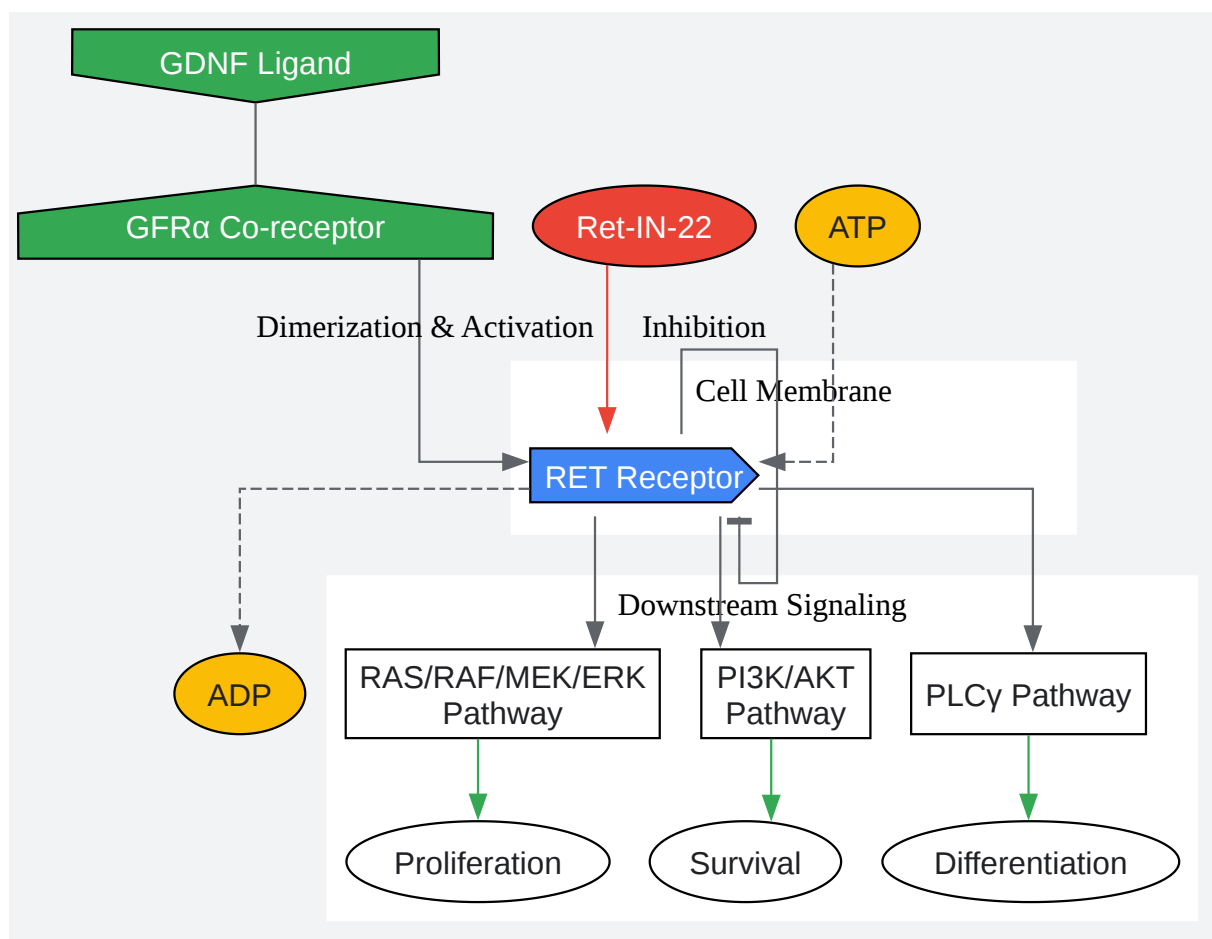 GDNF Ligand
GFRα Co-receptor
Ret-IN-22
ATP
Dimerization & Activation
Inhibition
Cell Membrane
RET Receptor
Downstream Signaling
ADP
RAS/RAF/MEK/ERK
Pathway
PI3K/AKT
Pathway
PLCγ Pathway
Proliferation
Survival
Differentiation